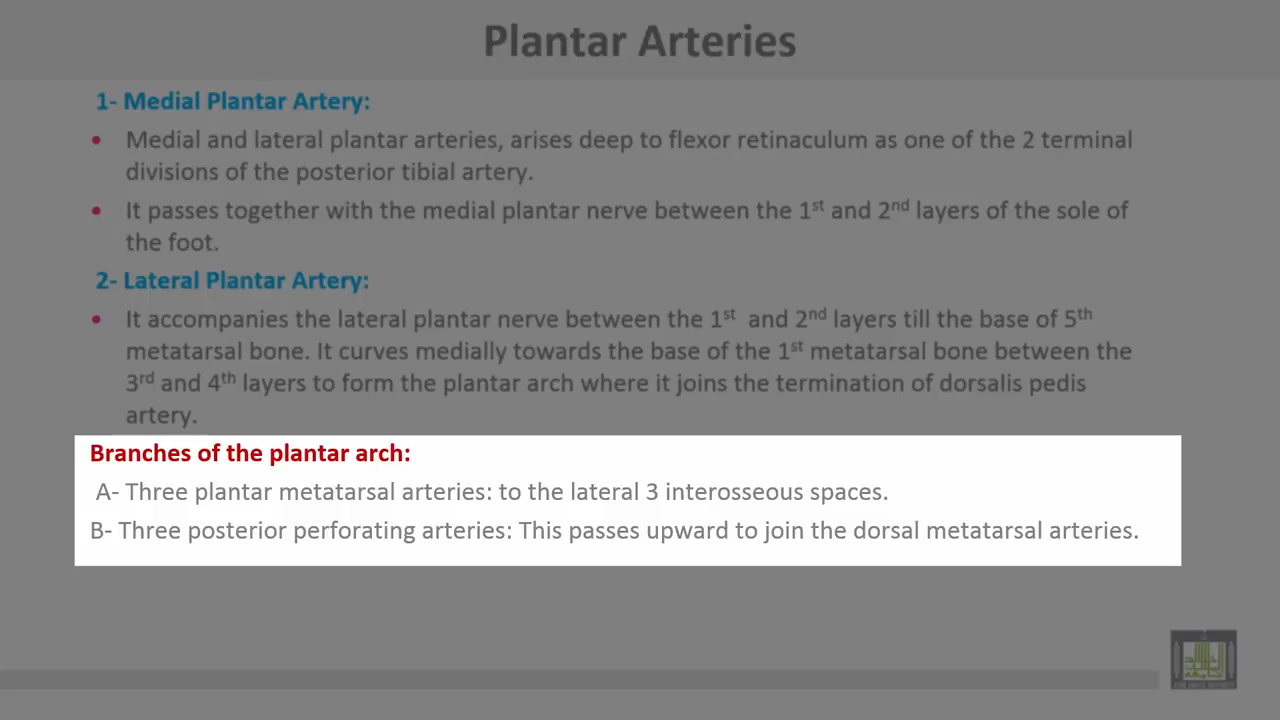 Plantar Arteries
1- Medial Plantar Artery:
• Medial and lateral plantar arteries, arises deep to flexor retinaculum as one of the 2 terminal
divisions of the posterior tibial artery.
• It passes together with the medial plantar nerve between the 1st and 2nd layers of the sole of
the foot.
2- Lateral Plantar Artery:
• It accompanies the lateral plantar nerve between the 1st and 2nd layers till the base of 5th
metatarsal bone. It curves medially towards the base of the 1st metatarsal bone between the
3rd and 4th layers to form the plantar arch where it joins the termination of dorsalis pedis
artery.
Branches of the plantar arch:
A- Three plantar metatarsal arteries: to the lateral 3 interosseous spaces.
B- Three posterior perforating arteries: This passes upward to join the dorsal metatarsal arteries.